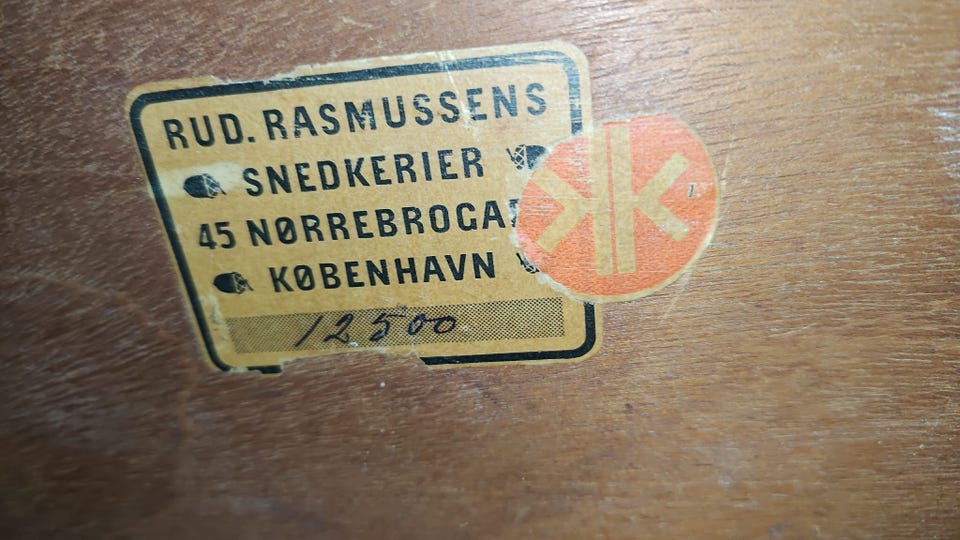 RUD. RASMUSSENS
SNEDKERIER
45 NØRREBROGA
KØBENHAVN
12500